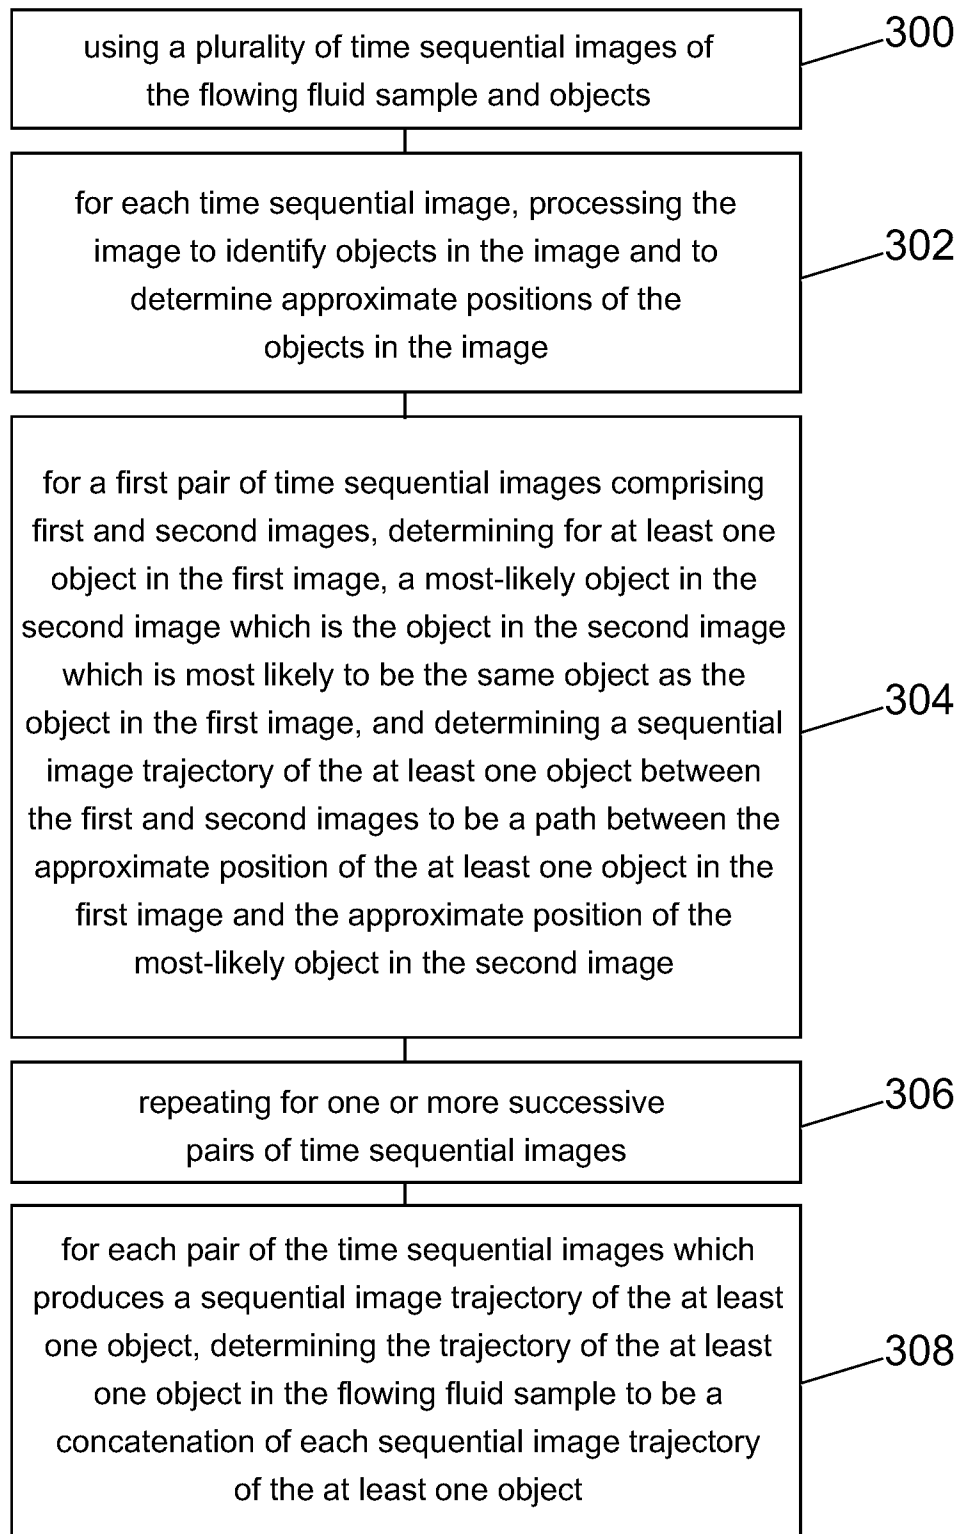 using a plurality of time sequential images of
the flowing fluid sample and objects
300
for each time sequential image, processing the
image to identify objects in the image and to
determine approximate positions of the
objects in the image
302
for a first pair of time sequential images comprising
first and second images, determining for at least one
object in the first image, a most-likely object in the
second image which is the object in the second image
which is most likely to be the same object as the
object in the first image, and determining a sequential
image trajectory of the at least one object between
the first and second images to be a path between the
approximate position of the at least one object in the
first image and the approximate position of the
most-likely object in the second image
304
repeating for one or more successive
pairs of time sequential images
306
for each pair of the time sequential images which
produces a sequential image trajectory of the at least
one object, determining the trajectory of the at least
one object in the flowing fluid sample to be a
concatenation of each sequential image trajectory
of the at least one object
308